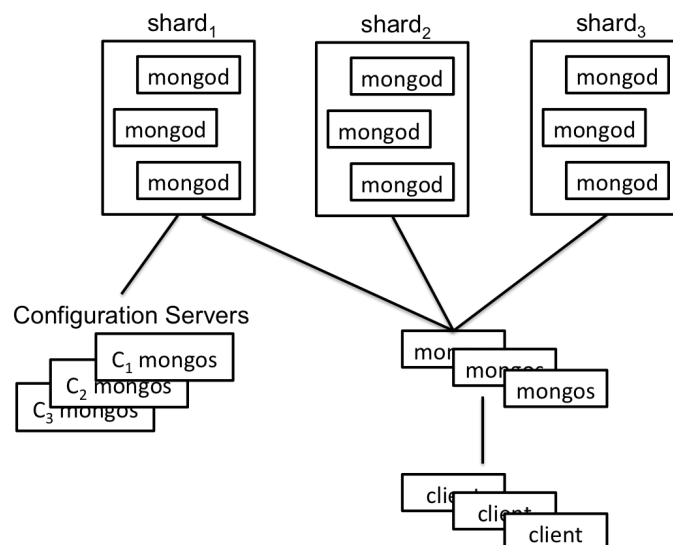 shard₁ shard₂ shard₃
mongod mongod mongod
mongod mongod mongod
mongod mongod mongod
Configuration Servers
C₁ mongos
C₂ mongos
C₃ mongos
mongos
mongos
client
client
client